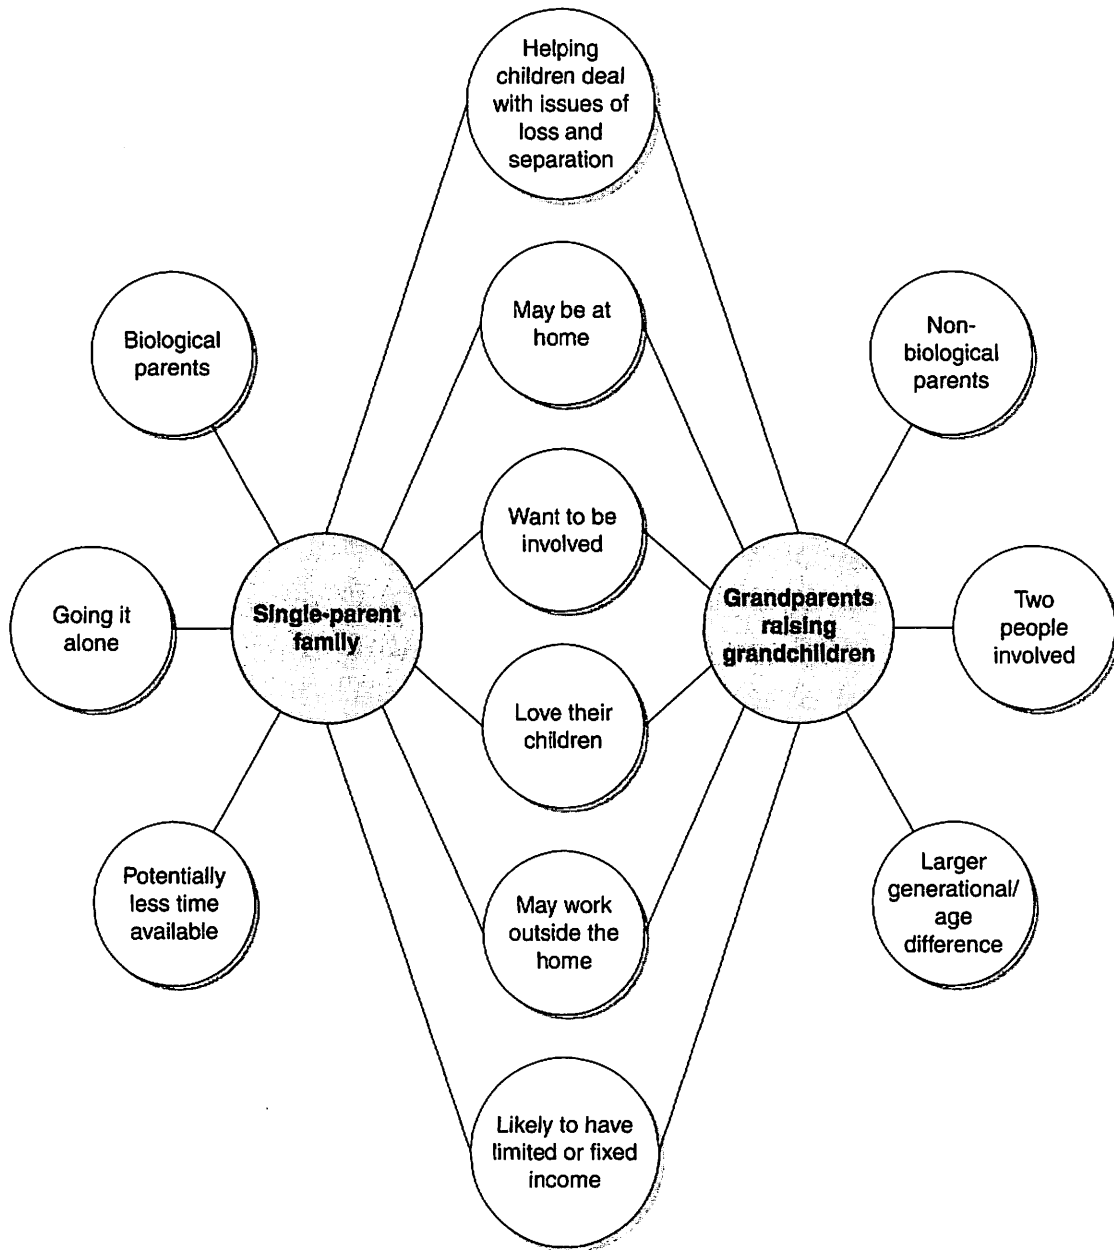 Helping
children deal
with issues of
loss and
separation
May be at
home
Biological
parents
Non-
biological
parents
Want to be
involved
Going it
alone
Single-parent
family
Grandparents
raising
grandchildren
Two
people
involved
Love their
children
Potentially
less time
available
May work
outside the
home
Larger
generational/
age
difference
Likely to have
limited or fixed
income